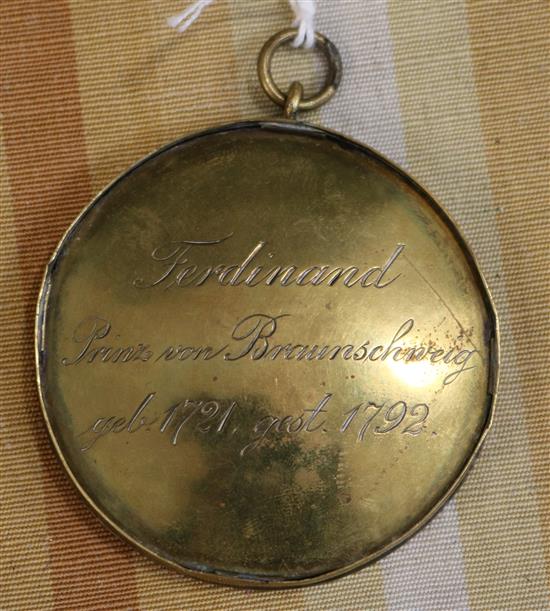 Ferdinand
Prinz von Braunschweig
geb. 1721. gest. 1792.